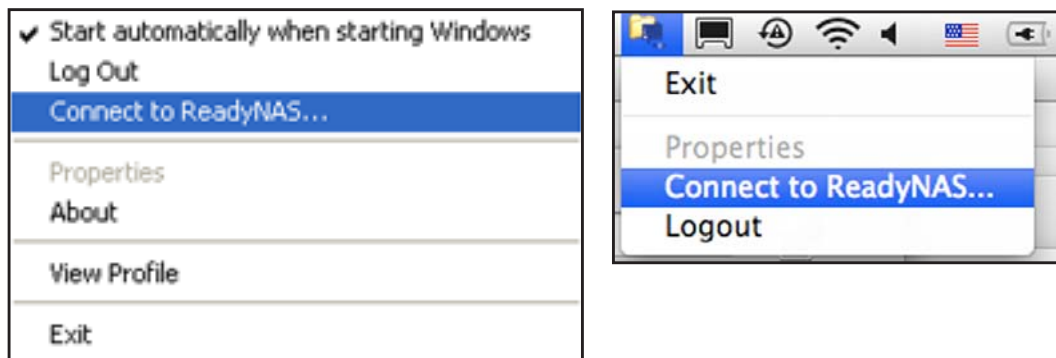 Start automatically when starting Windows
Log Out
Connect to ReadyNAS...
Properties
About
View Profile
Exit
Exit
Properties
Connect to ReadyNAS...
Logout